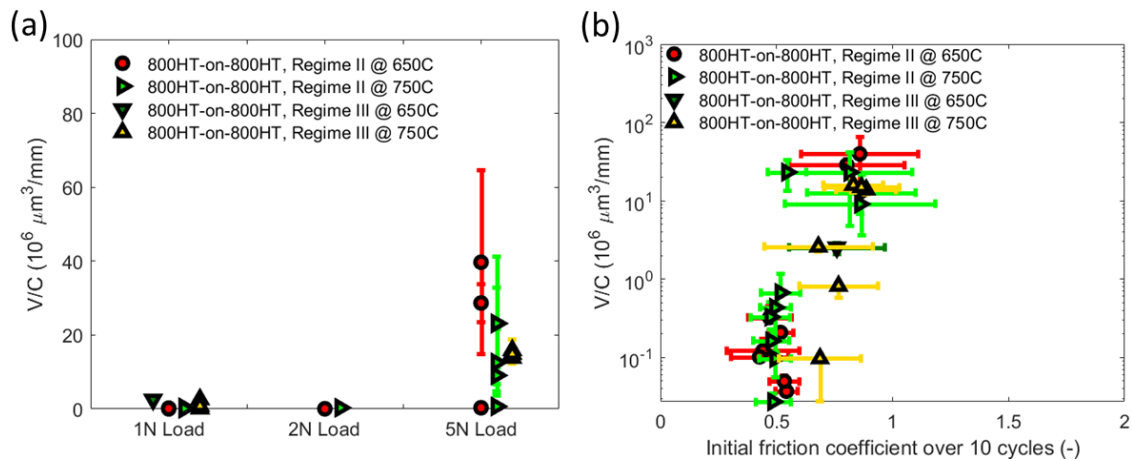 (a)
100
80
60
40
20
0
V/C (10⁶ μm³/mm)
800HT-on-800HT, Regime II @ 650C
800HT-on-800HT, Regime II @ 750C
800HT-on-800HT, Regime III @ 650C
800HT-on-800HT, Regime III @ 750C
1N Load 2N Load 5N Load
(b)
10³
10²
10¹
10⁰
10⁻¹
V/C (10⁶ μm³/mm)
800HT-on-800HT, Regime II @ 650C
800HT-on-800HT, Regime II @ 750C
800HT-on-800HT, Regime III @ 650C
800HT-on-800HT, Regime III @ 750C
0 0.5 1 1.5 2
Initial friction coefficient over 10 cycles (-)